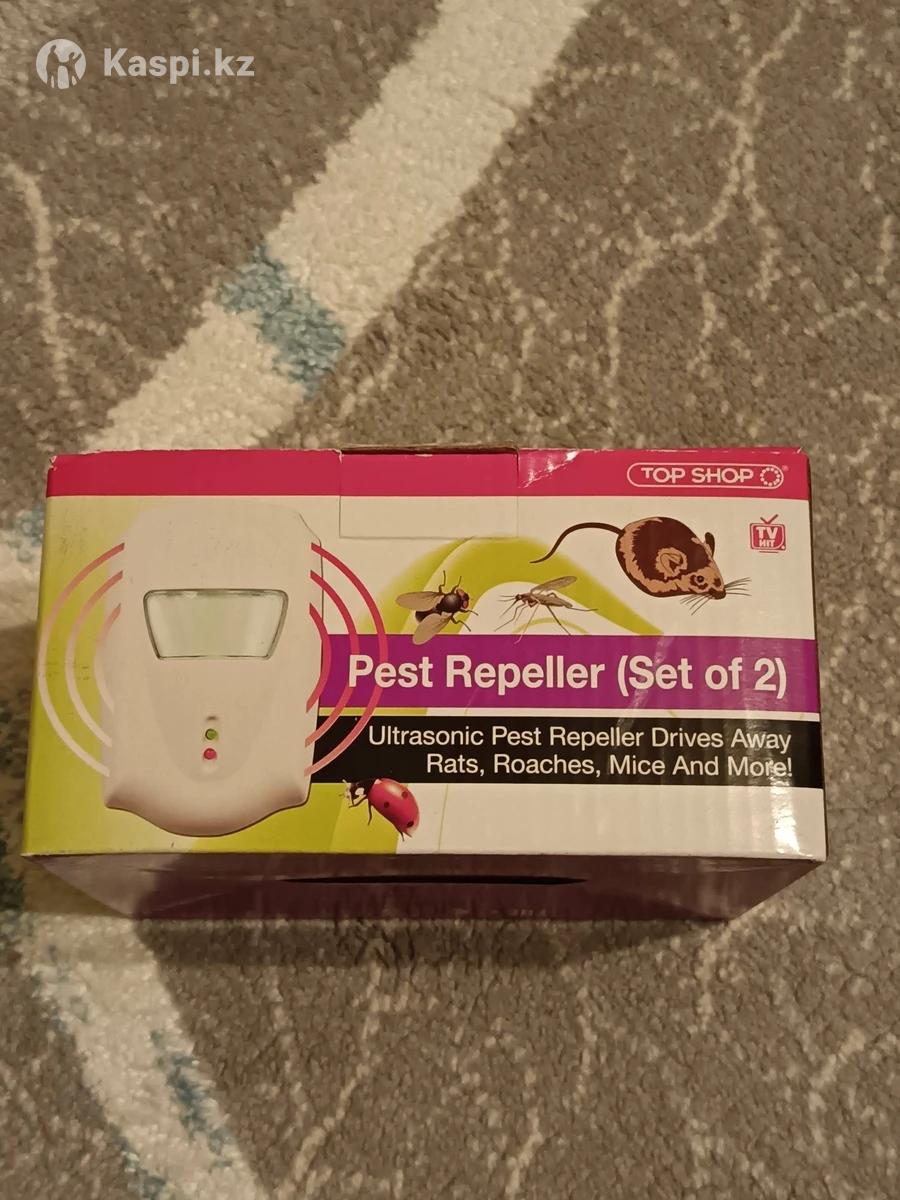 Kaspi.kz
TOP SHOP
TV
HIT
Pest Repeller (Set of 2)
Ultrasonic Pest Repeller Drives Away
Rats, Roaches, Mice And More!